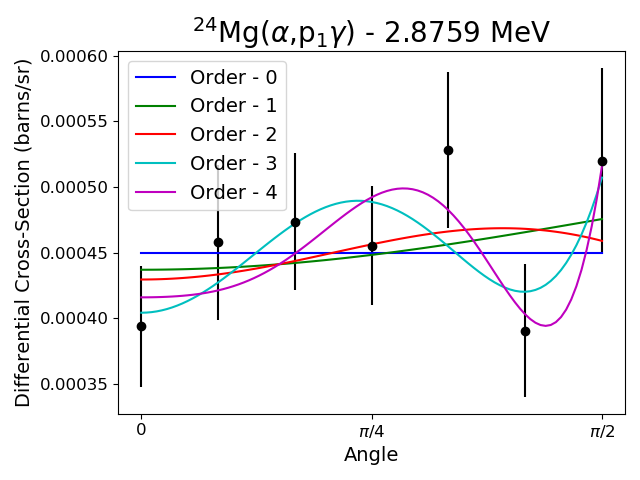 ²⁴Mg(α,p₁γ) - 2.8759 MeV
Differential Cross-Section (barns/sr)
0.00060
0.00055
0.00050
0.00045
0.00040
0.00035
Order - 0
Order - 1
Order - 2
Order - 3
Order - 4
0
π/4
π/2
Angle